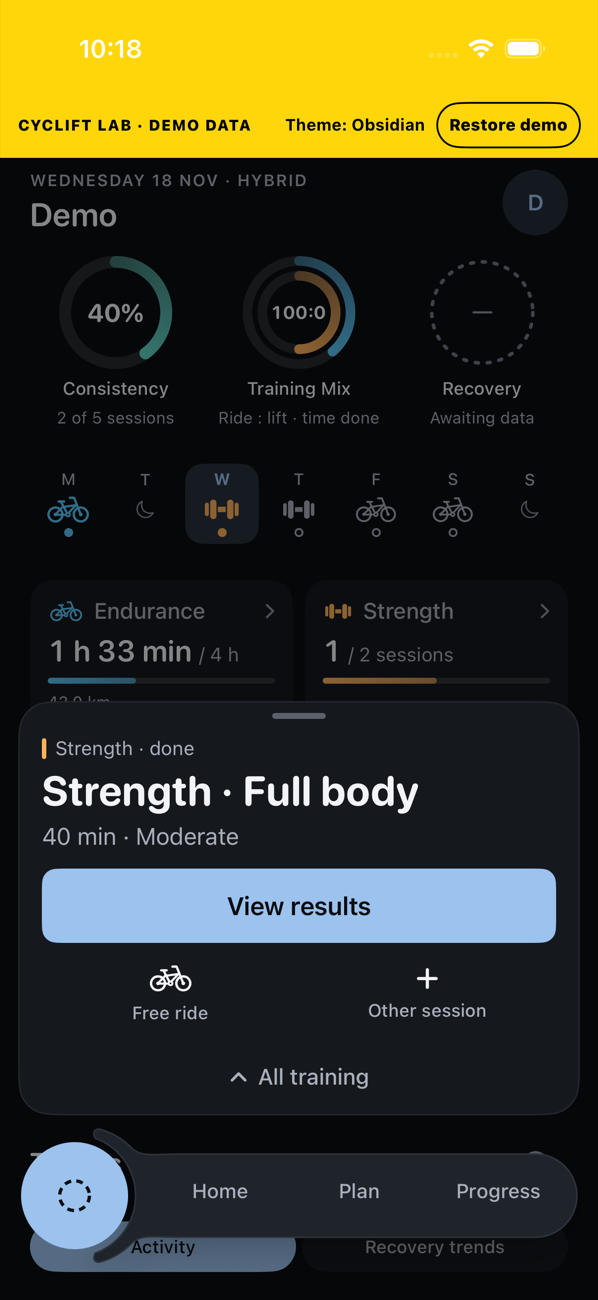 10:18
CYCLIFT LAB · DEMO DATA Theme: Obsidian Restore demo
WEDNESDAY 18 NOV · HYBRID
Demo
D
40% 100:0 —
Consistency Training Mix Recovery
2 of 5 sessions Ride : lift · time done Awaiting data
M T W T F S S
Endurance Strength
1 h 33 min / 4 h 1 / 2 sessions
Strength · done
Strength · Full body
40 min · Moderate
View results
Free ride Other session
All training
Home Plan Progress
Activity Recovery trends